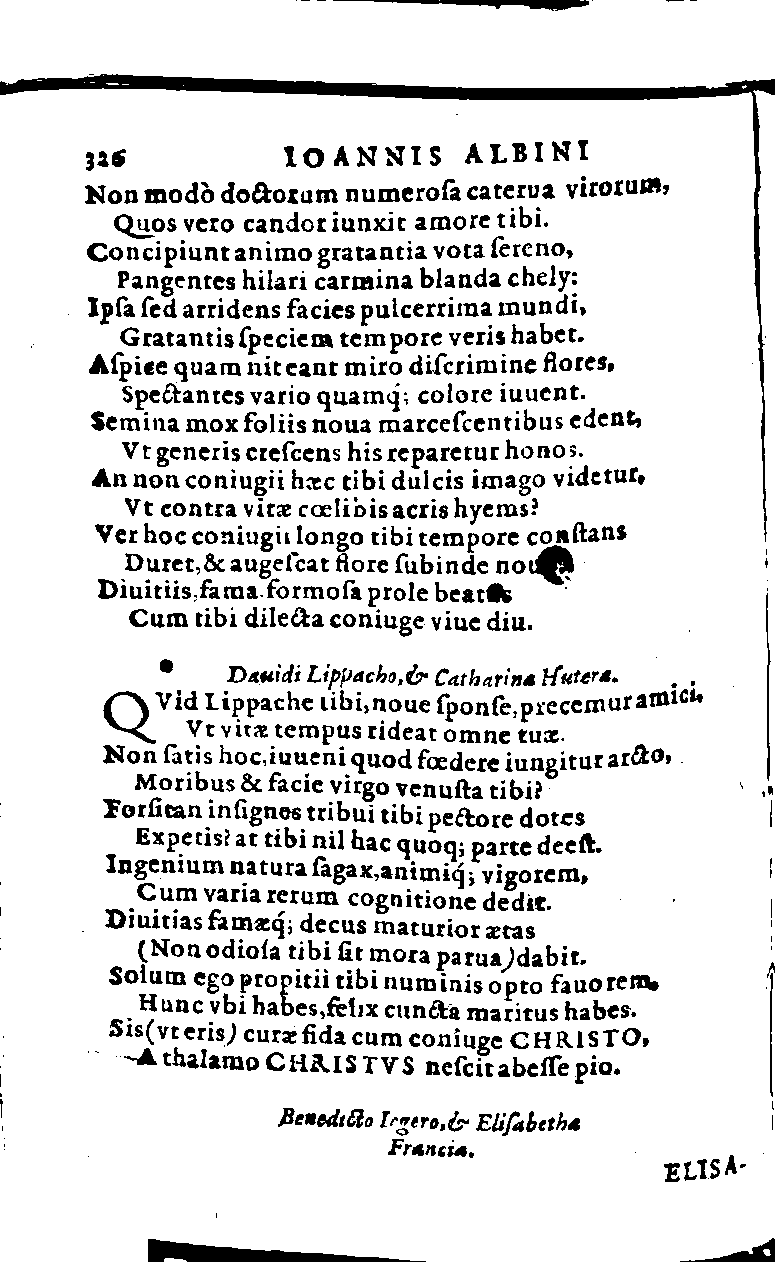 326 IOANNIS ALBINI
Non modò doctorum numeroſa caterua virorum,
Quos vero candor iunxit amore tibi.
Concipiunt animo gratantia vota ſereno,
Pangentes hilari carmina blanda chely:
Ipſa ſed arridens facies pulcerrima mundi,
Gratantis ſpeciem tempore veris habet.
Aſpice quam niteant miro diſcrimine flores,
Spectantes vario quamq́; colore iuuent.
Semina mox foliis noua marceſcentibus edent,
Vt generis creſcens his reparetur honos.
An non coniugii hæc tibi dulcis imago videtur,
Vt contra vitæ cœlibis acris hyems?
Ver hoc coniugii longo tibi tempore conſtans
Duret, & augeſcat flore ſubinde
Diuitiis, fama. formoſa prole
Cum tibi dilecta coniuge viue diu.
Dauidi Lippacho, & Catharinæ Huteræ.
QVid Lippache tibi, noue ſponſe, precemur amici,
Vt vitæ tempus rideat omne tuæ.
Non ſatis hoc, iuueni quod fœdere iungitur arcto,
Moribus & facie virgo venuſta tibi?
Forſitan inſignes tribui tibi pectore dotes
Expetis? at tibi nil hac quoq; parte deeſt.
Ingenium natura ſagax, animiq́; vigorem,
Cum varia rerum cognitione dedit.
Diuitias famæq́; decus maturior ætas
(Non odioſa tibi ſit mora parua) dabit.
Solum ego propitii tibi numinis opto fauorem,
Hunc vbi habes, felix cuncta maritus habes.
Sis (vt eris) curæ fida cum coniuge CHRISTO,
A thalamo CHRISTVS neſcit abeſſe pio.
Benedicto & Eliſabethæ
Franciæ.
ELISA-